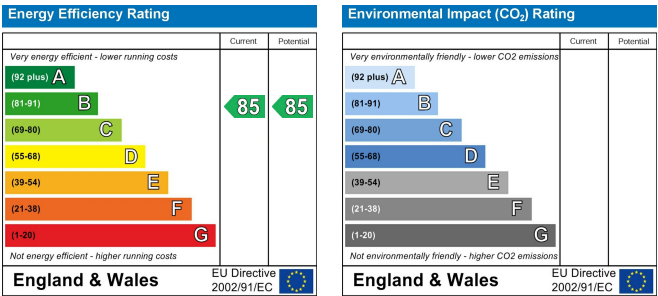 Energy Efficiency Rating
Current Potential
Very energy efficient - lower running costs
(92 plus) A
(81-91) B
85 85
(69-80) C
(55-68) D
(39-54) E
(21-38) F
(1-20) G
Not energy efficient - higher running costs
England & Wales
EU Directive
2002/91/EC
Environmental Impact (CO₂) Rating
Current Potential
Very environmentally friendly - lower CO2 emissions
(92 plus) A
(81-91) B
(69-80) C
(55-68) D
(39-54) E
(21-38) F
(1-20) G
Not environmentally friendly - higher CO2 emissions
England & Wales
EU Directive
2002/91/EC